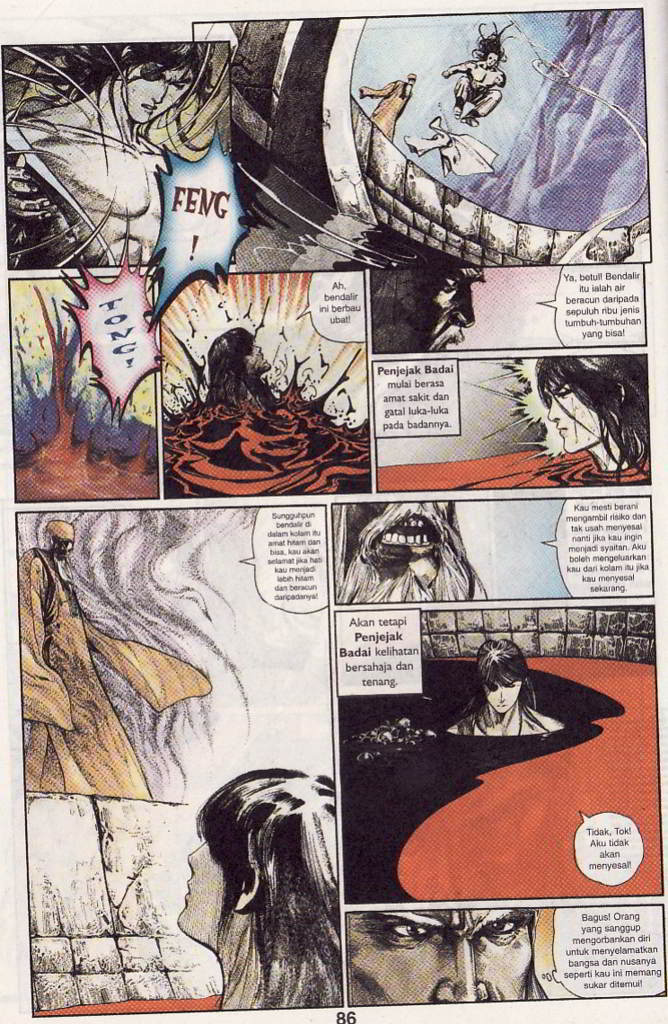 FENG
!
TONG!
Ah,
bendalir
ini berbau
ubat!
Ya, botul! Bendalir
itu ialah air
beracun daripada
sepuluh ribu jenis
tumbuh-tumbuhan
yang bisa!
Penjejak Badai
mulai berasa
amat sakit dan
gatal luka-luka
pada badannya.
Sungguhpun
bendalir di
dalam kolam itu
amat hitam dan
bisa, kau akan
selamat jika hati
kau menjadi
lebih hitam
dan beracun
daripadanya!
Kau mesti berani
mengambil risiko dan
tak usah menyesal
nanti jika kau ingin
menjadi syaitan. Aku
boleh mengeluarkan
kau dari kolam itu jika
kau menyesal
sekarang.
Akan tetapi
Penjejak
Badai kelihatan
bersahaja dan
tenang.
Tidak, Tok!
Aku tidak
akan
menyesal!
Bagus! Orang
yang sanggup
mengorbankan diri
untuk menyelamatkan
bangsa dan nusanya
seperti kau ini memang
sukar ditemui!
86